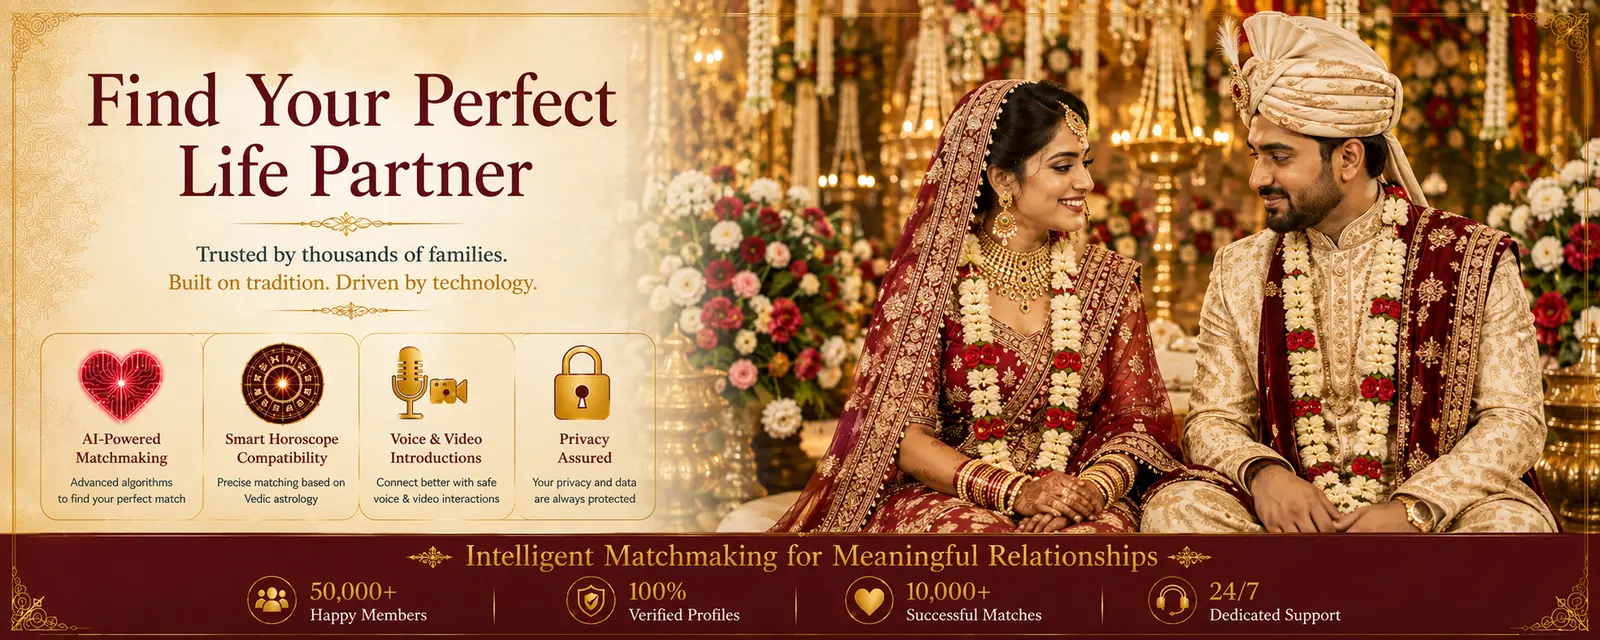 Find Your Perfect
Life Partner
Trusted by thousands of families.
Built on tradition. Driven by technology.
AI-Powered
Matchmaking
Advanced algorithms
to find your perfect match
Smart Horoscope
Compatibility
Precise matching based on
Vedic astrology
Voice & Video
Introductions
Connect better with safe
voice & video interactions
Privacy
Assured
Your privacy and data
are always protected
Intelligent Matchmaking for Meaningful Relationships
50,000+
Happy Members
100%
Verified Profiles
10,000+
Successful Matches
24/7
Dedicated Support